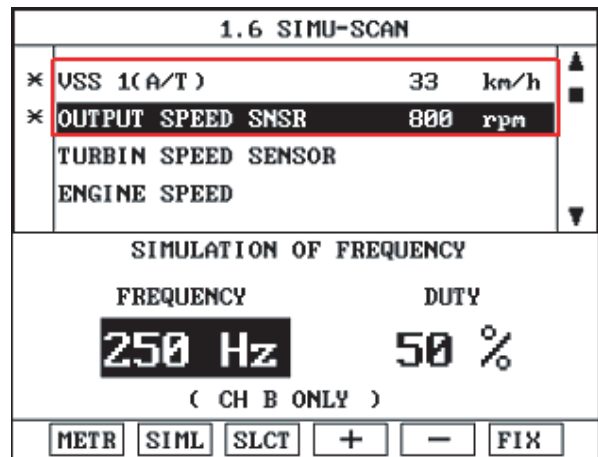 1.6 SIMU-SCAN
* VSS 1(A/T) 33 km/h
* OUTPUT SPEED SNSR 800 rpm
TURBIN SPEED SENSOR
ENGINE SPEED
SIMULATION OF FREQUENCY
FREQUENCY DUTY
250 Hz 50 %
( CH B ONLY )
METR SIML SLCT + - FIX